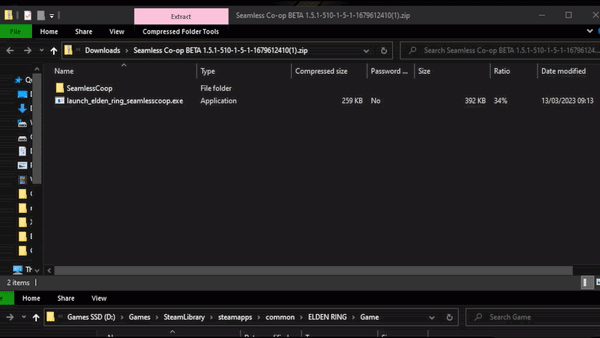 Extract
Seamless Co-op BETA 1.5.1-510-1-5-1-1679612410(1).zip
File Home Share View Compressed Folder Tools
Downloads > Seamless Co-op BETA 1.5.1-510-1-5-1-1679612410(1).zip
Search Seamless Co-op BETA 1.5.1-510-1-5-1-16796124...
Name Type Compressed size Password ... Size Ratio Date modified
SeamlessCoop File folder
launch_elden_ring_seamlesscoop.exe Application 259 KB No 392 KB 34% 13/03/2023 09:13
2 items
Home Share View
Games SSD (D:) > Games > SteamLibrary > steamapps > common > ELDEN RING > Game
Search Game